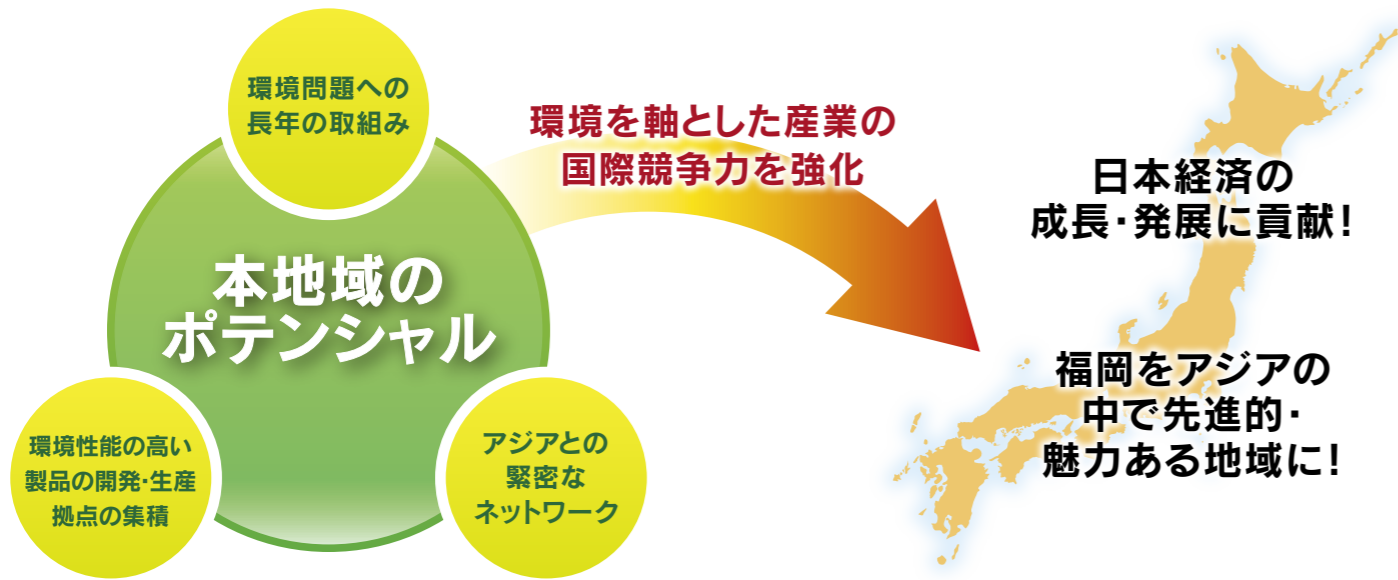 環境問題への
長年の取組み
本地域の
ポテンシャル
環境性能の高い
製品の開発・生産
拠点の集積
アジアとの
緊密な
ネットワーク
環境を軸とした産業の
国際競争力を強化
日本経済の
成長・発展に貢献！
福岡をアジアの
中で先進的・
魅力ある地域に！